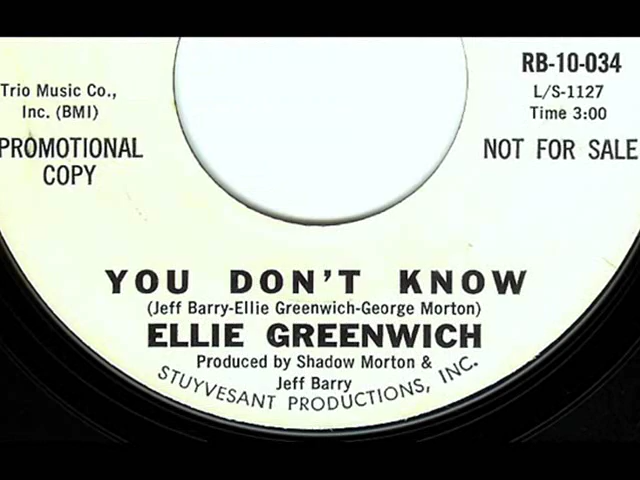 RB-10-034
Trio Music Co.,
Inc. (BMI)
L/S-1127
Time 3:00
PROMOTIONAL
COPY
NOT FOR SALE
YOU DON'T KNOW
(Jeff Barry-Ellie Greenwich-George Morton)
ELLIE GREENWICH
Produced by Shadow Morton &
Jeff Barry
STUYVESANT PRODUCTIONS, INC.